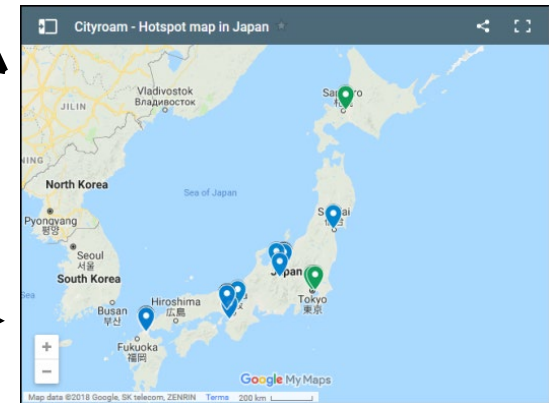 Cityroam - Hotspot map in Japan
Vladivostok
Владивосток
JILIN
NING
North Korea
Sea of Japan
Pyongyang
평양
Seoul
서울
South Korea
Sea
Japan
Tokyo
東京
Hiroshima
広島
Busan
부산
Fukuoka
福岡
+
−
Google My Maps
Map data ©2018 Google, SK telecom, ZENRIN Terms 200 km